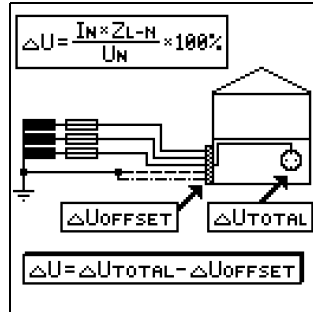 △U=IN×ZL-N/UN×100%
△UOFFSET
△UTOTAL
△U=△UTOTAL-△UOFFSET